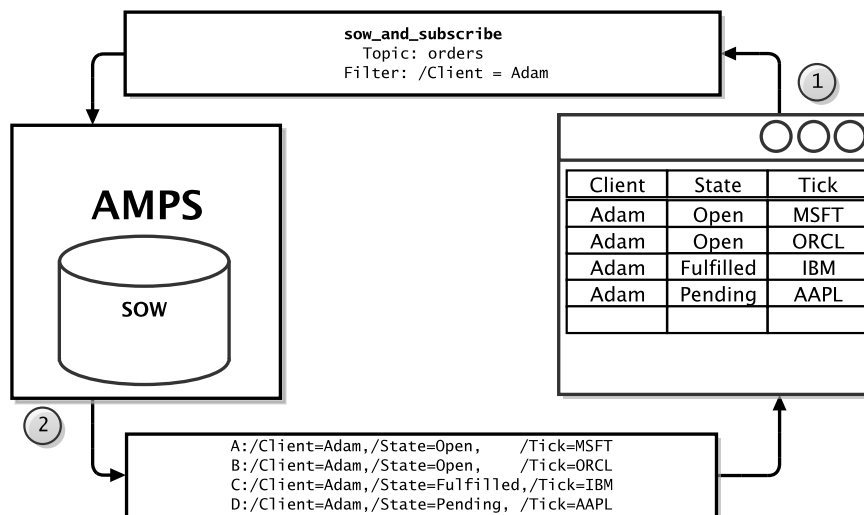 sow_and_subscribe
Topic: orders
Filter: /Client = Adam
1
AMPS
SOW
Client State Tick
Adam Open MSFT
Adam Open ORCL
Adam Fulfilled IBM
Adam Pending AAPL
2
A:/Client=Adam,/State=Open, /Tick=MSFT
B:/Client=Adam,/State=Open, /Tick=ORCL
C:/Client=Adam,/State=Fulfilled,/Tick=IBM
D:/Client=Adam,/State=Pending, /Tick=AAPL